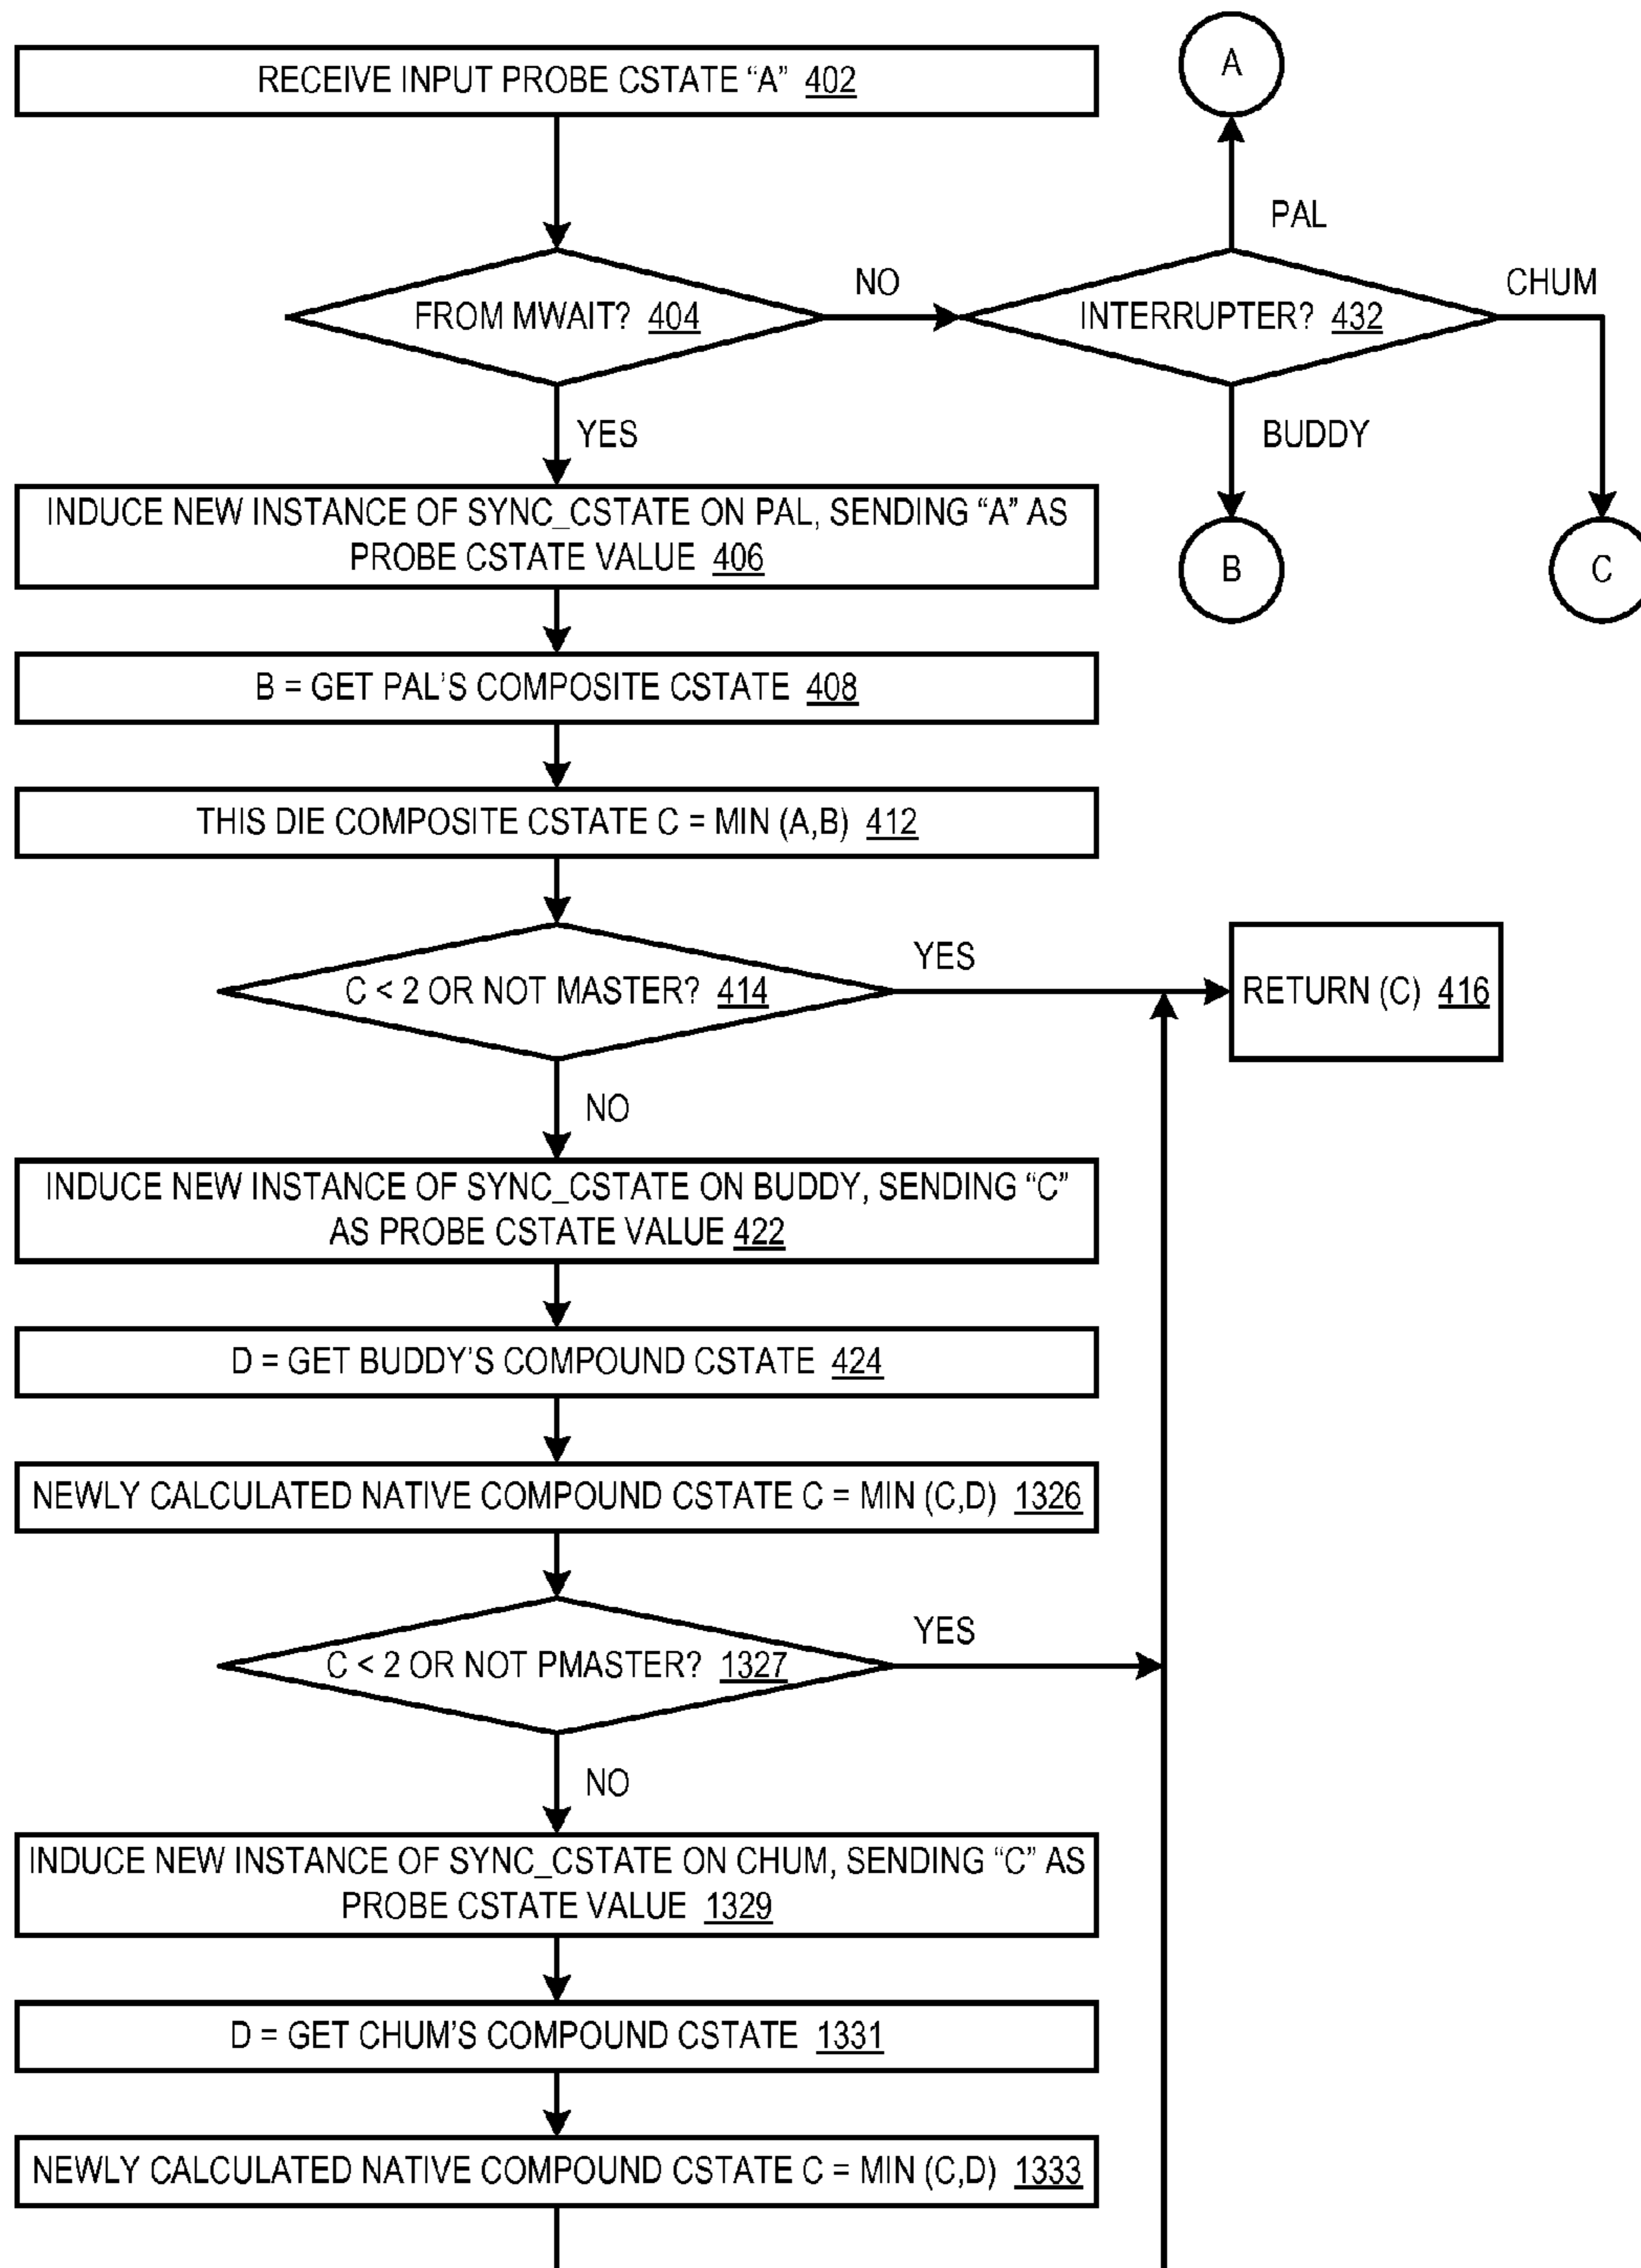 RECEIVE INPUT PROBE CSTATE “A” 402
A
PAL
FROM MWAIT? 404
NO
INTERRUPTER? 432
CHUM
YES
BUDDY
B
C
INDUCE NEW INSTANCE OF SYNC_CSTATE ON PAL, SENDING “A” AS
PROBE CSTATE VALUE 406
B = GET PAL’S COMPOSITE CSTATE 408
THIS DIE COMPOSITE CSTATE C = MIN (A,B) 412
C < 2 OR NOT MASTER? 414
YES
RETURN (C) 416
NO
INDUCE NEW INSTANCE OF SYNC_CSTATE ON BUDDY, SENDING “C”
AS PROBE CSTATE VALUE 422
D = GET BUDDY’S COMPOUND CSTATE 424
NEWLY CALCULATED NATIVE COMPOUND CSTATE C = MIN (C,D) 1326
C < 2 OR NOT PMASTER? 1327
YES
NO
INDUCE NEW INSTANCE OF SYNC_CSTATE ON CHUM, SENDING “C” AS
PROBE CSTATE VALUE 1329
D = GET CHUM’S COMPOUND CSTATE 1331
NEWLY CALCULATED NATIVE COMPOUND CSTATE C = MIN (C,D) 1333